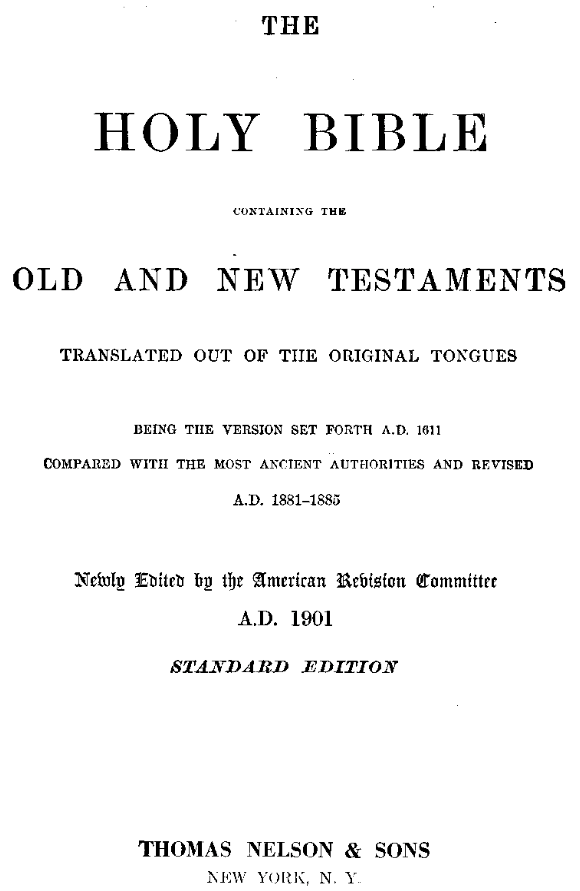 THE
HOLY BIBLE
CONTAINING THE
OLD AND NEW TESTAMENTS
TRANSLATED OUT OF THE ORIGINAL TONGUES
BEING THE VERSION SET FORTH A.D. 1611
COMPARED WITH THE MOST ANCIENT AUTHORITIES AND REVISED
A.D. 1881–1885
Newly Edited by the American Revision Committee
A.D. 1901
STANDARD EDITION
THOMAS NELSON & SONS
NEW YORK, N. Y.